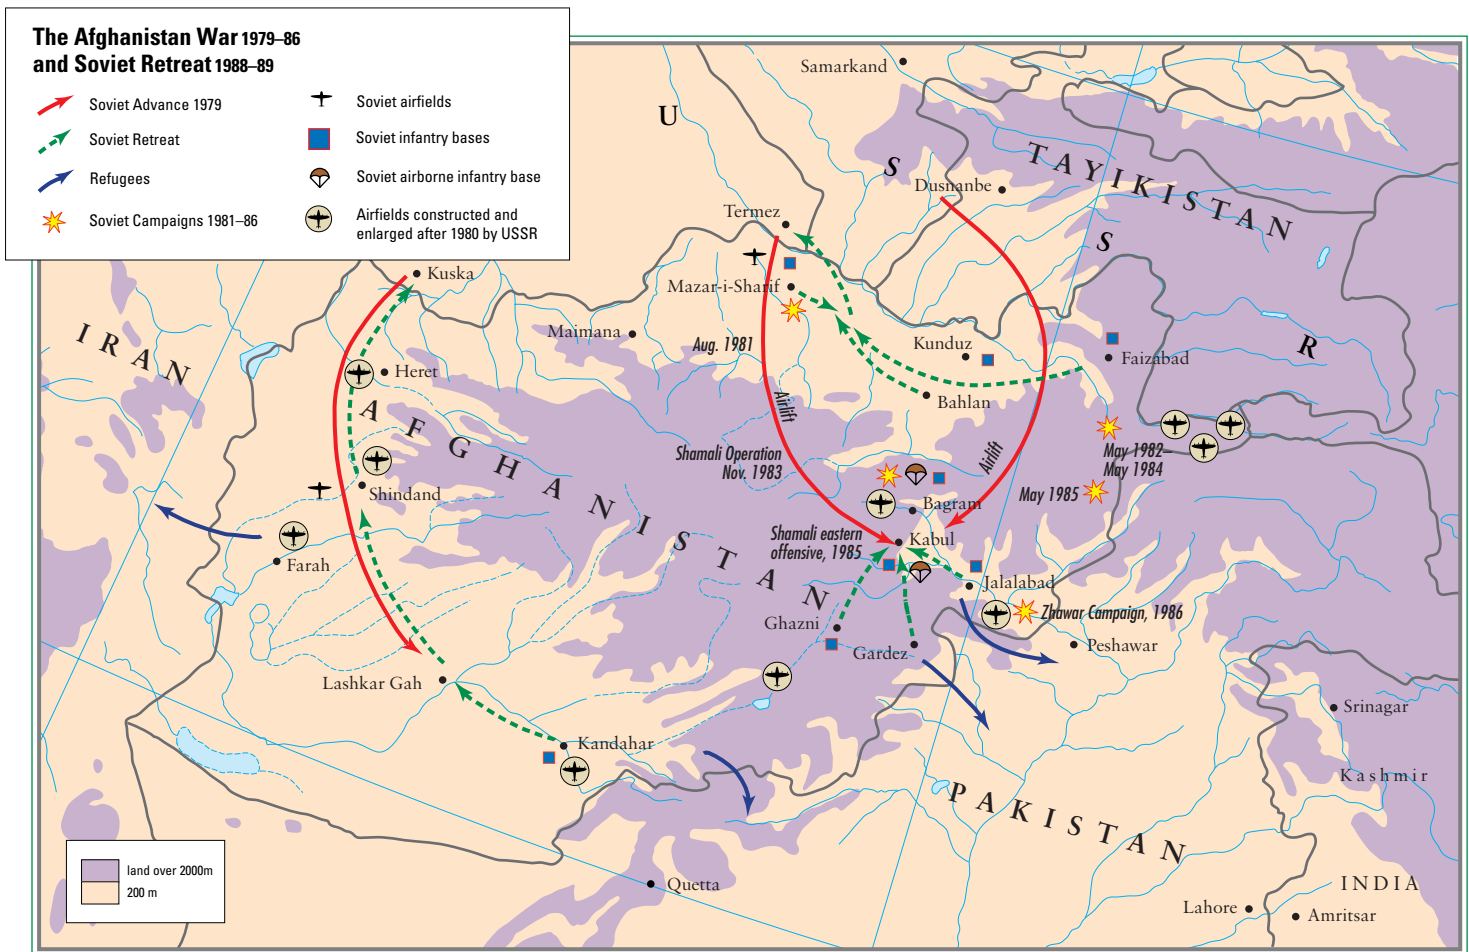 The Afghanistan War 1979–86
and Soviet Retreat 1988–89
Soviet Advance 1979
Soviet Retreat
Refugees
Soviet Campaigns 1981–86
Soviet airfields
Soviet infantry bases
Soviet airborne infantry base
Airfields constructed and
enlarged after 1980 by USSR
Samarkand
U
S
S
R
TAYIKISTAN
Dusnanbe
Termez
Kuska
Mazar-i-Sharif
IRAN
Maimana
Aug. 1981
Kunduz
Faizabad
Heret
Bahlan
Airlift
Airlift
AFGHANISTAN
Shamali Operation
Nov. 1983
May 1982–
May 1984
May 1985
Shindand
Bagram
Shamali eastern
offensive, 1985
Kabul
Farah
Jalalabad
Zhawar Campaign, 1986
Ghazni
Gardez
Peshawar
Lashkar Gah
Srinagar
Kandahar
Kashmir
PAKISTAN
land over 2000m
200 m
Quetta
INDIA
Lahore
Amritsar